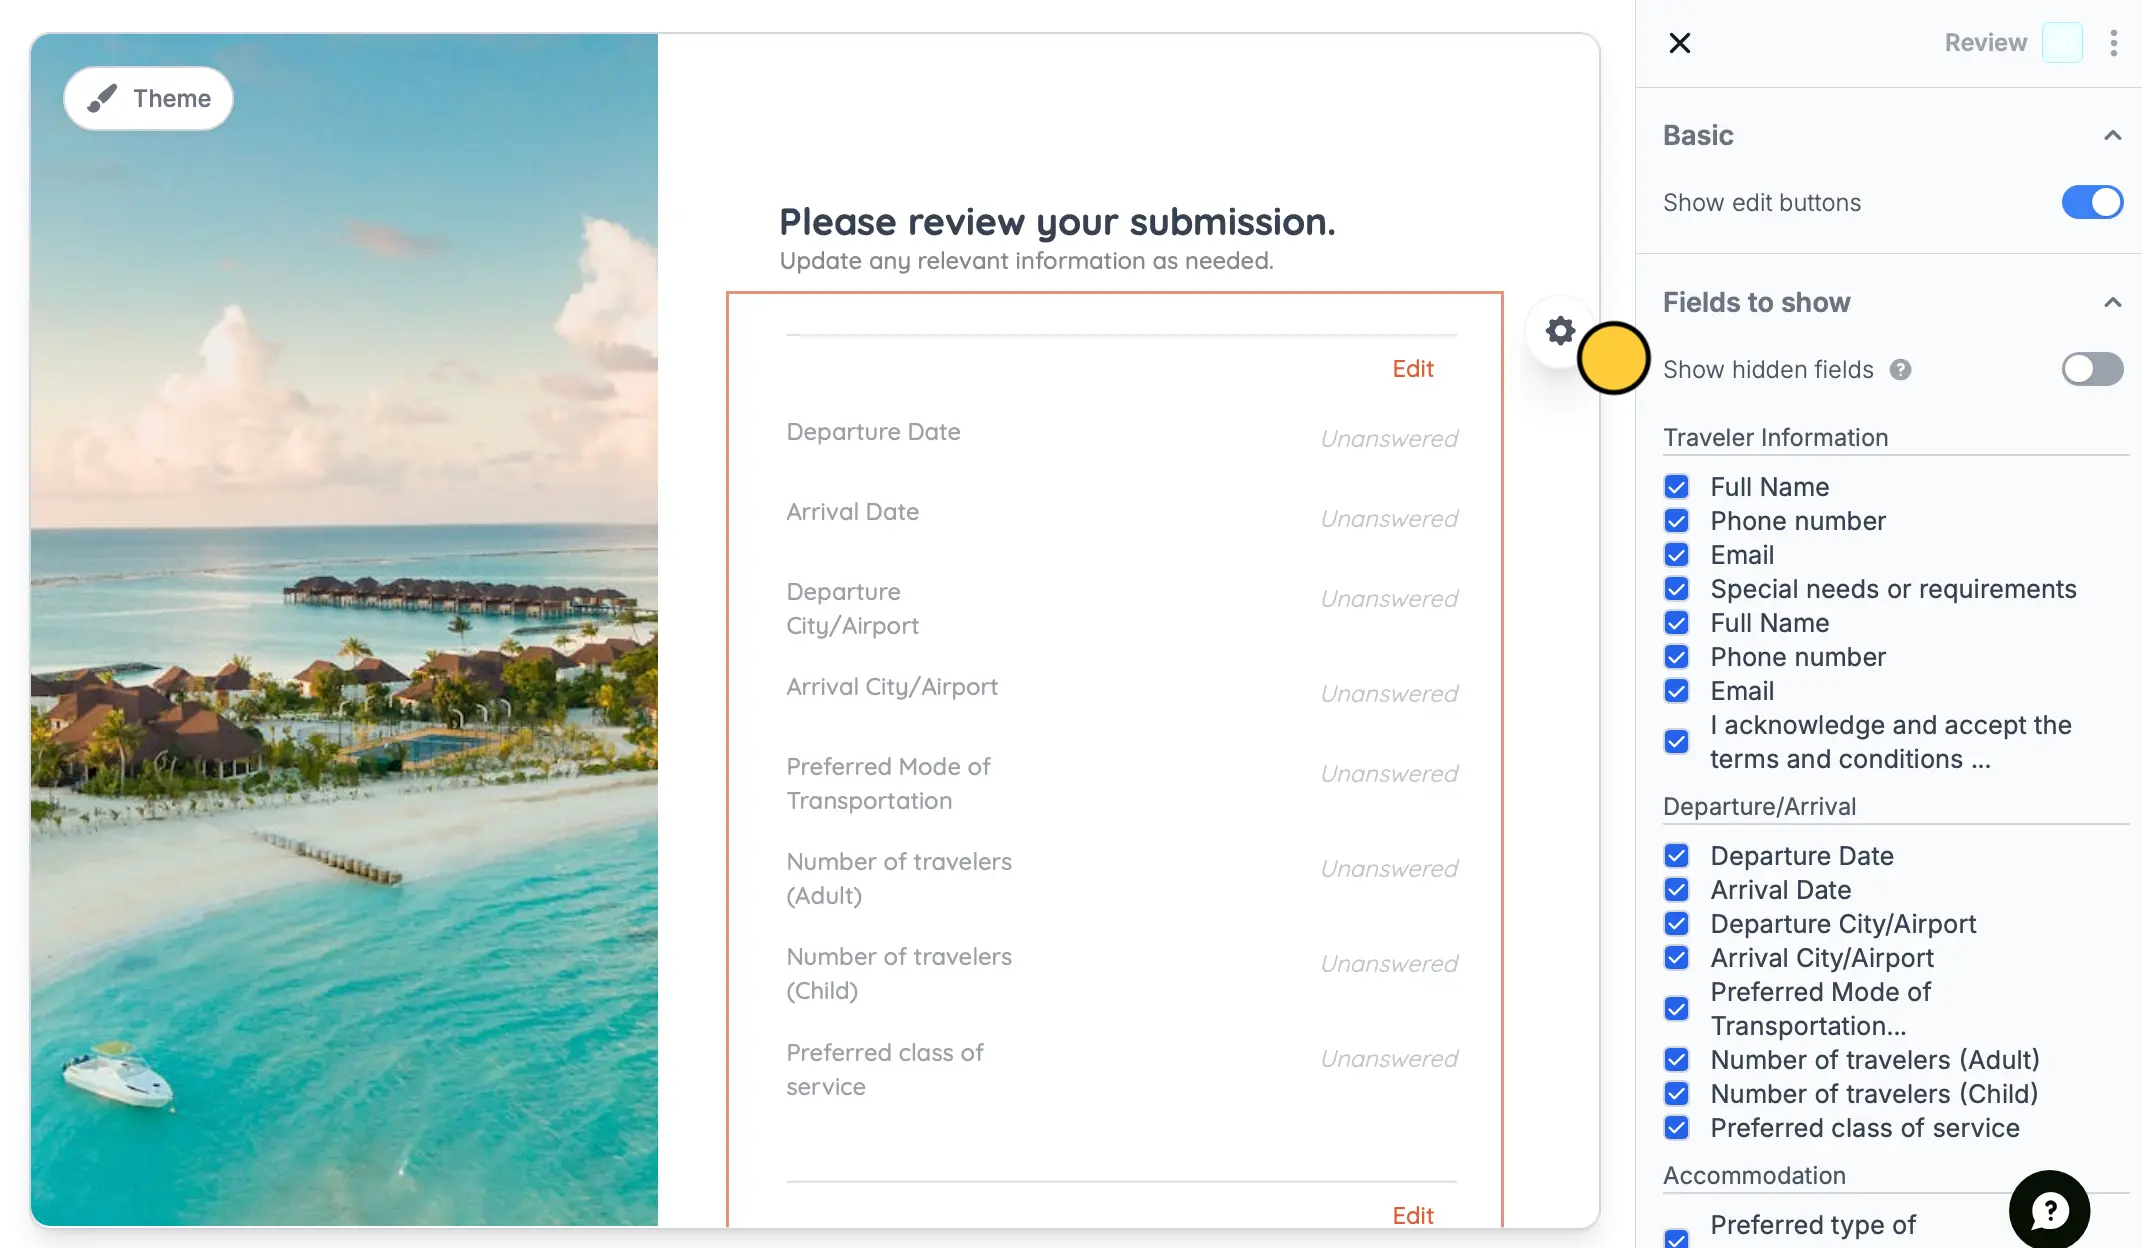 Theme
Please review your submission.
Update any relevant information as needed.
Edit
Departure Date
Unanswered
Arrival Date
Unanswered
Departure
City/Airport
Unanswered
Arrival City/Airport
Unanswered
Preferred Mode of
Transportation
Unanswered
Number of travelers
(Adult)
Unanswered
Number of travelers
(Child)
Unanswered
Preferred class of
service
Unanswered
Edit
Review
Basic
Show edit buttons
Fields to show
Show hidden fields ?
Traveler Information
Full Name
Phone number
Email
Special needs or requirements
Full Name
Phone number
Email
I acknowledge and accept the
terms and conditions ...
Departure/Arrival
Departure Date
Arrival Date
Departure City/Airport
Arrival City/Airport
Preferred Mode of
Transportation...
Number of travelers (Adult)
Number of travelers (Child)
Preferred class of service
Accommodation
Preferred type of
?